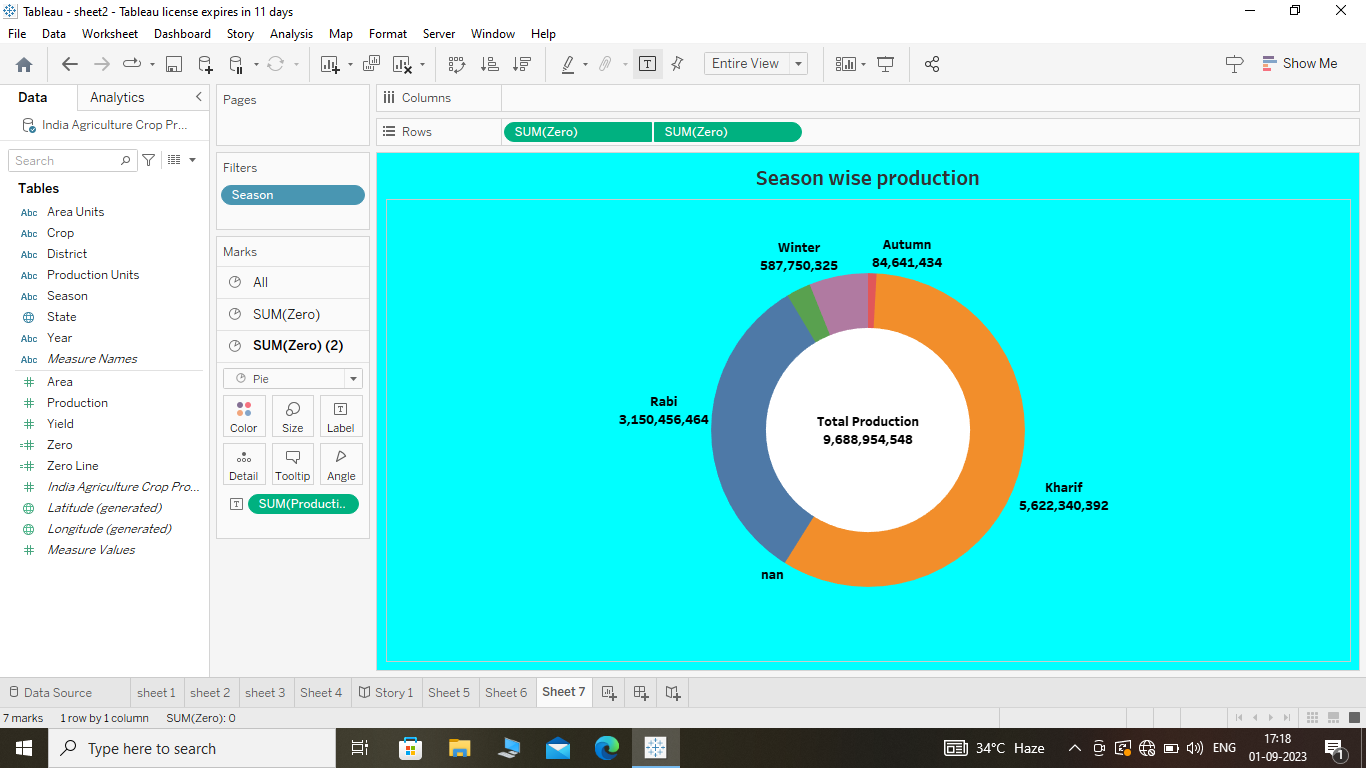 Tableau - sheet2 - Tableau license expires in 11 days
File Data Worksheet Dashboard Story Analysis Map Format Server Window Help
Entire View
Show Me
Data Analytics
India Agriculture Crop Pr...
Search
Tables
Abc Area Units
Abc Crop
Abc District
Abc Production Units
Abc Season
State
Abc Year
Abc Measure Names
Area
Production
Yield
Zero
Zero Line
India Agriculture Crop Pro...
Latitude (generated)
Longitude (generated)
Measure Values
Pages
Filters
Season
Marks
All
SUM(Zero)
SUM(Zero) (2)
Pie
Color Size Label
Detail Tooltip Angle
SUM(Producti..
Columns
Rows SUM(Zero) SUM(Zero)
Season wise production
Winter
587,750,325
Autumn
84,641,434
Rabi
3,150,456,464
Total Production
9,688,954,548
Kharif
5,622,340,392
nan
Data Source sheet 1 sheet 2 sheet 3 Sheet 4 Story 1 Sheet 5 Sheet 6 Sheet 7
7 marks 1 row by 1 column SUM(Zero): 0
Type here to search
34°C Haze
ENG
17:18
01-09-2023
1